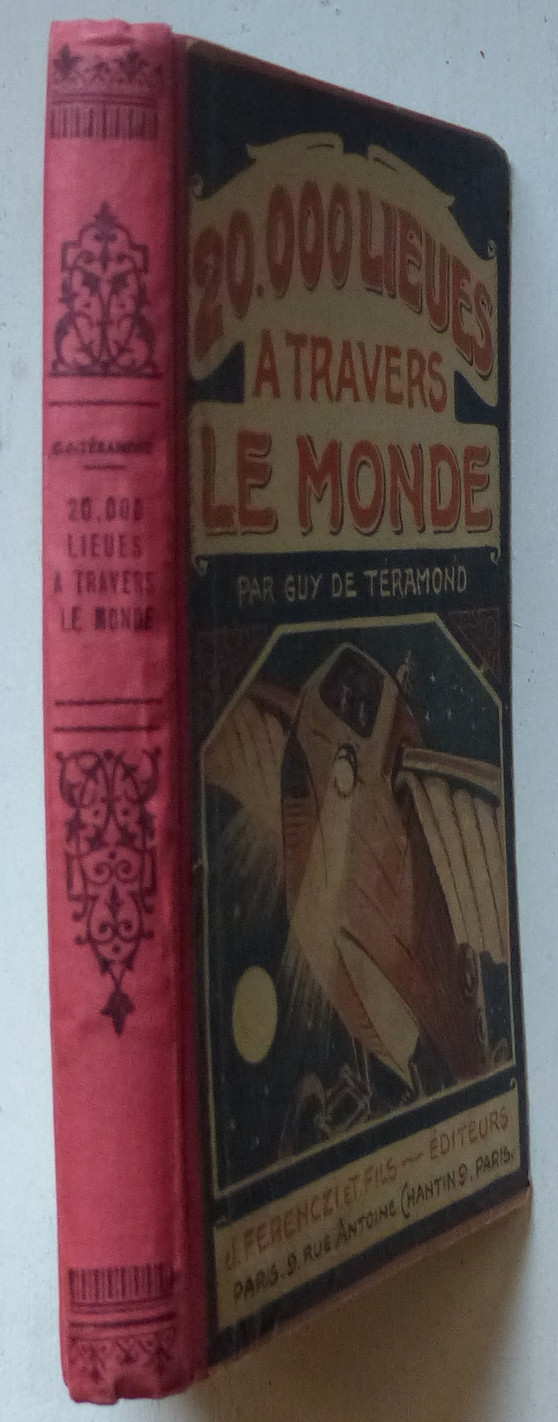 G. de TÉRAMOND
20.000
LIEUES
A TRAVERS
LE MONDE
20.000 LIEUES
A TRAVERS
LE MONDE
PAR GUY DE TÉRAMOND
J. FERENCZI ET FILS ~ ÉDITEURS
PARIS. 9. RUE ANTOINE CHANTIN 9. PARIS.